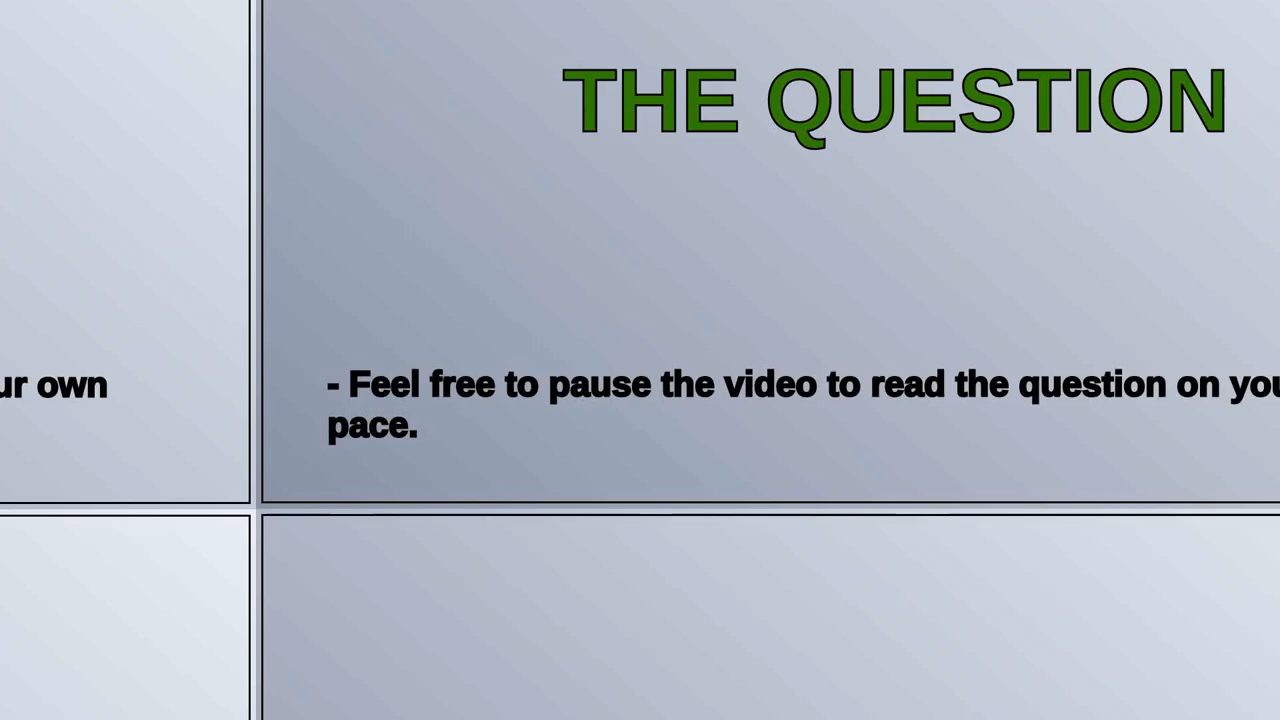 THE QUESTION
ur own
- Feel free to pause the video to read the question on you
pace.